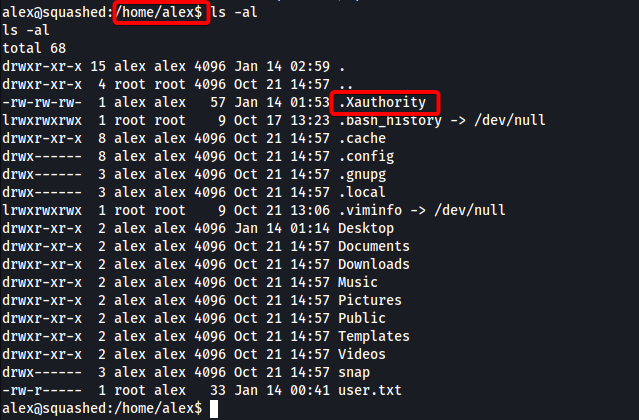 alex@squashed:/home/alex$ ls -al
ls -al
total 68
drwxr-xr-x 15 alex alex 4096 Jan 14 02:59 .
drwxr-xr-x  4 root root 4096 Oct 21 14:57 ..
-rw-rw-rw-  1 alex alex   57 Jan 14 01:53 .Xauthority
lrwxrwxrwx  1 root root    9 Oct 17 13:23 .bash_history -> /dev/null
drwxr-xr-x  8 alex alex 4096 Oct 21 14:57 .cache
drwx------  8 alex alex 4096 Oct 21 14:57 .config
drwx------  3 alex alex 4096 Oct 21 14:57 .gnupg
drwx------  3 alex alex 4096 Oct 21 14:57 .local
lrwxrwxrwx  1 root root    9 Oct 21 13:06 .viminfo -> /dev/null
drwxr-xr-x  2 alex alex 4096 Jan 14 01:14 Desktop
drwxr-xr-x  2 alex alex 4096 Oct 21 14:57 Documents
drwxr-xr-x  2 alex alex 4096 Oct 21 14:57 Downloads
drwxr-xr-x  2 alex alex 4096 Oct 21 14:57 Music
drwxr-xr-x  2 alex alex 4096 Oct 21 14:57 Pictures
drwxr-xr-x  2 alex alex 4096 Oct 21 14:57 Public
drwxr-xr-x  2 alex alex 4096 Oct 21 14:57 Templates
drwxr-xr-x  2 alex alex 4096 Oct 21 14:57 Videos
drwx------  3 alex alex 4096 Oct 21 14:57 snap
-rw-r-----  1 root alex   33 Jan 14 00:41 user.txt
alex@squashed:/home/alex$